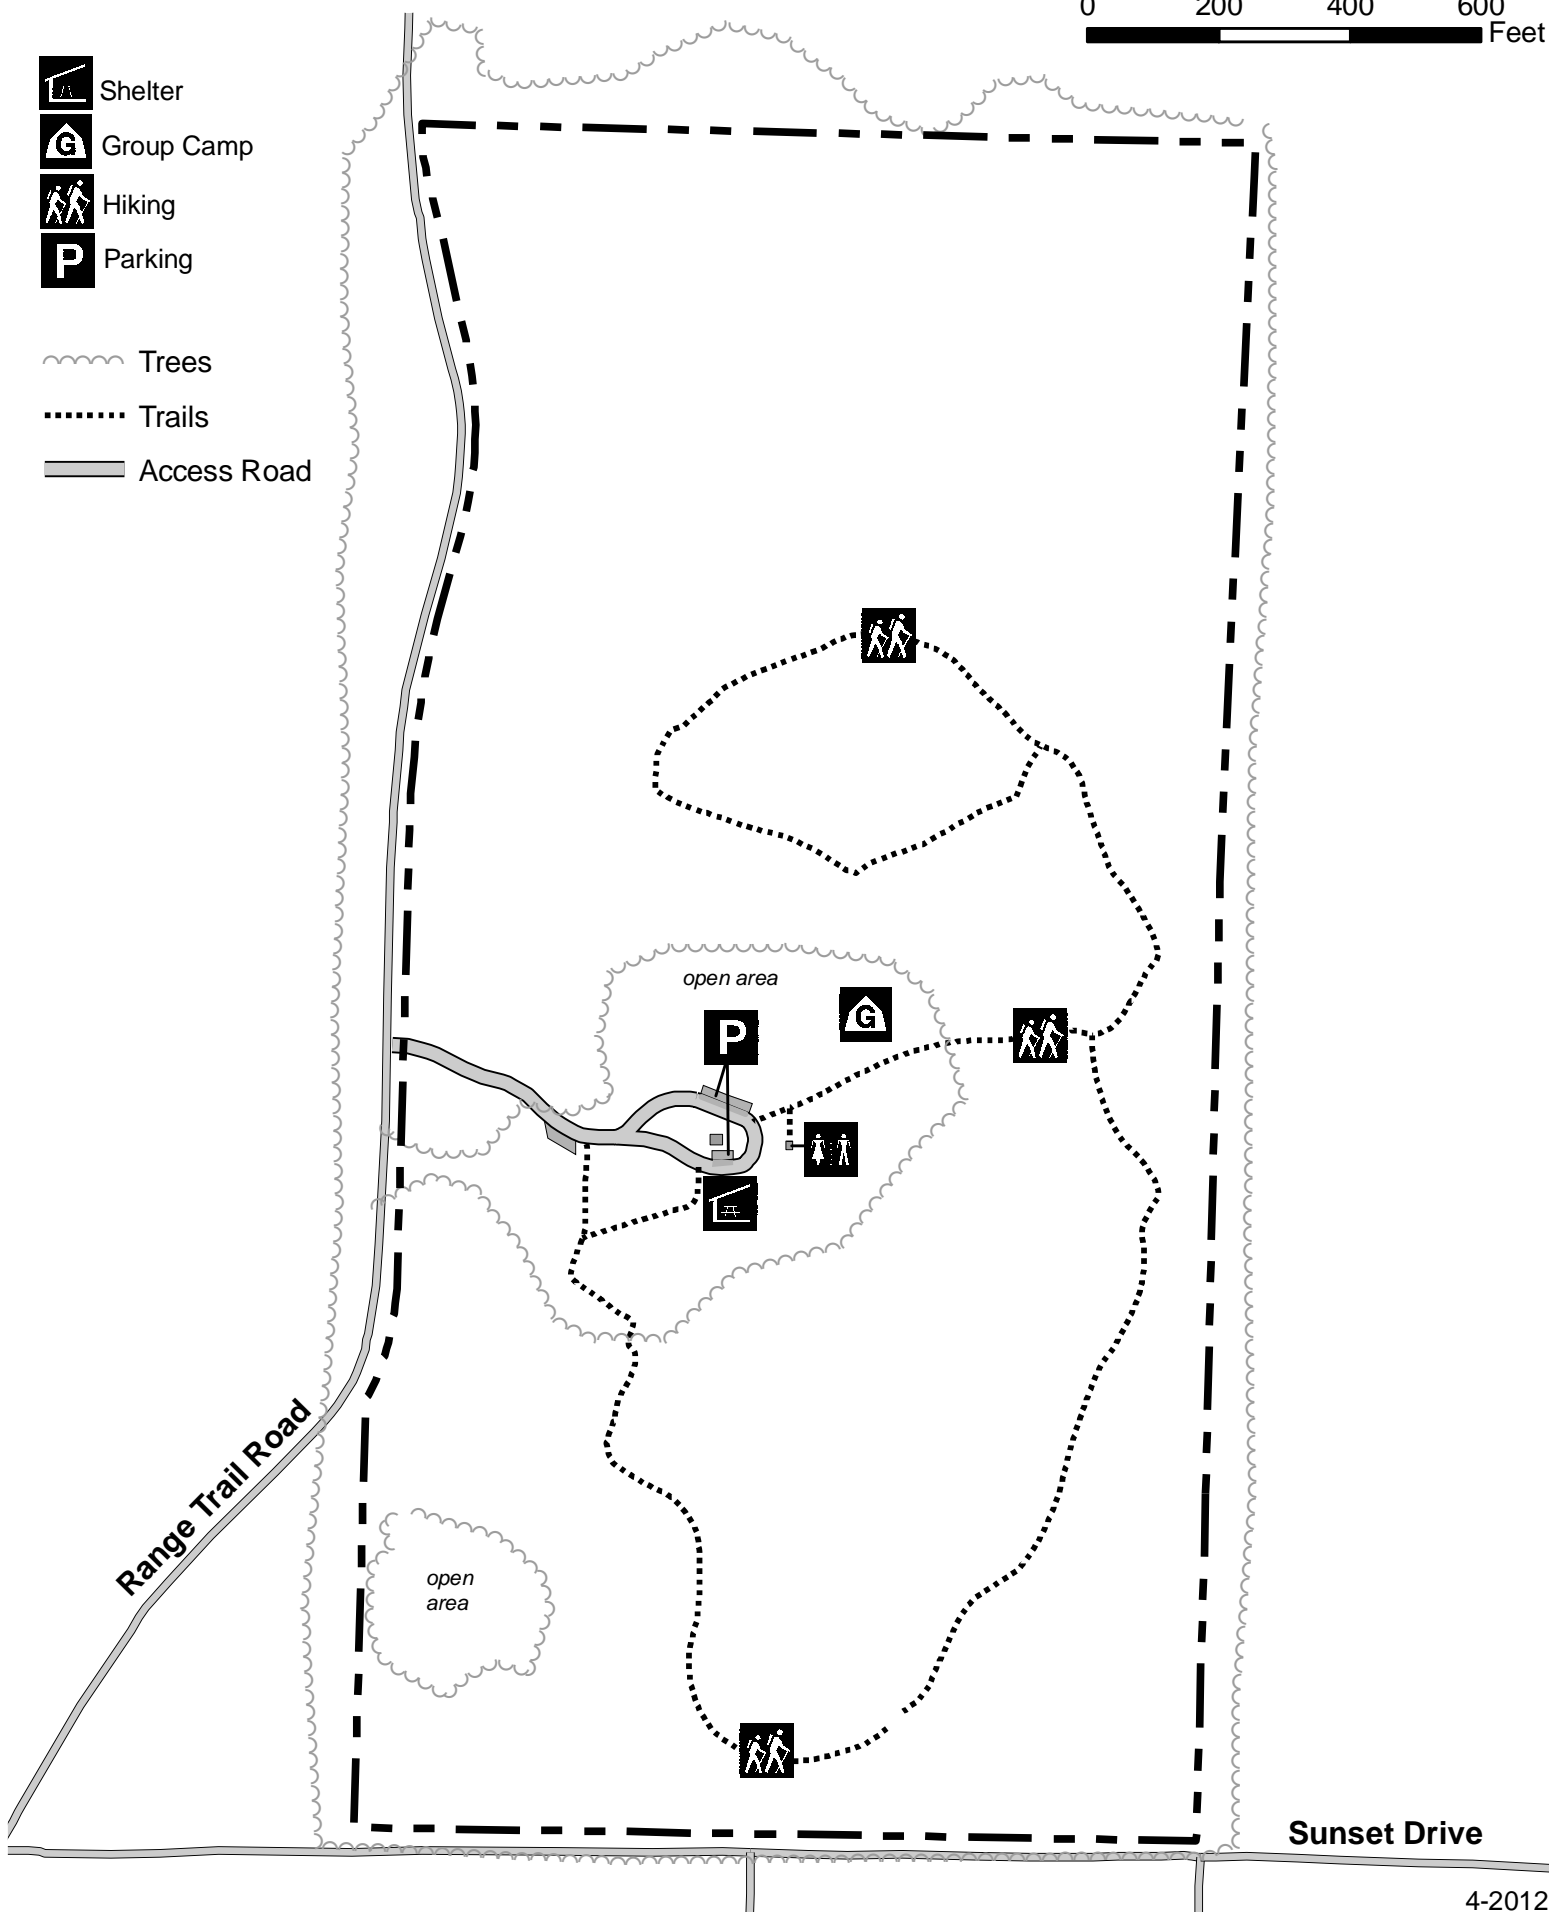 0 200 400 600
Feet
Shelter
G Group Camp
Hiking
P Parking
Trees
Trails
Access Road
open area
G
P
Range Trail Road
open
area
Sunset Drive
4-2012